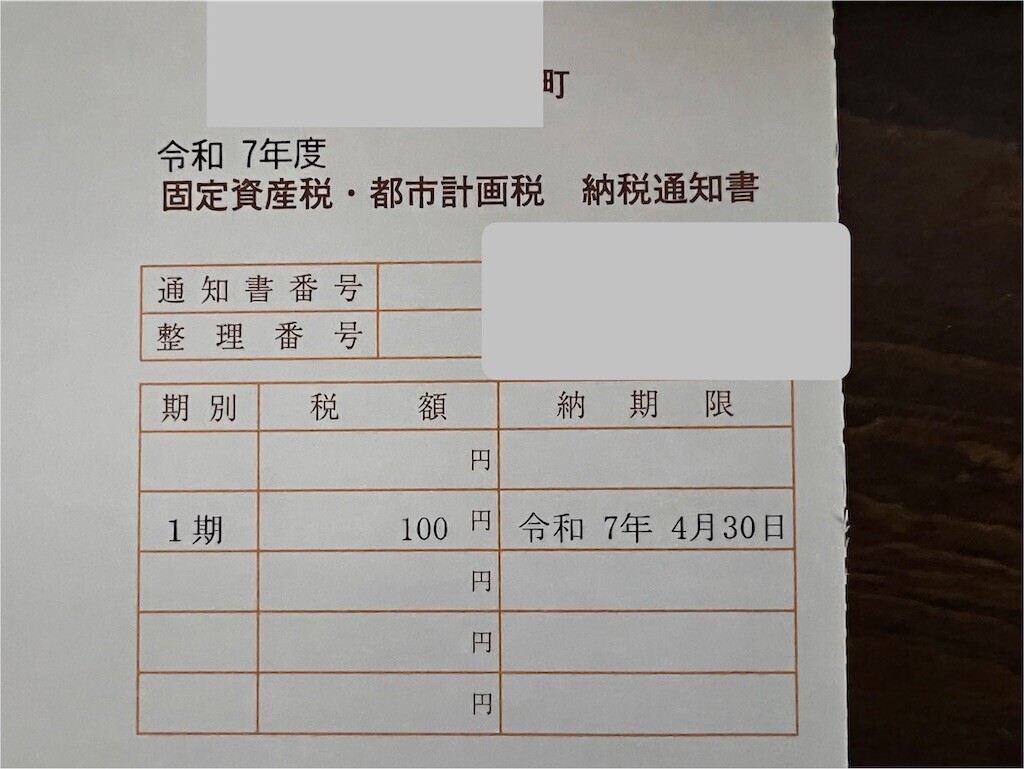 町
令和 7年度
固定資産税・都市計画税 納税通知書
通知書番号
整理番号
期別 税額 納期限
円
1期 100 円 令和 7年 4月30日
円
円
円